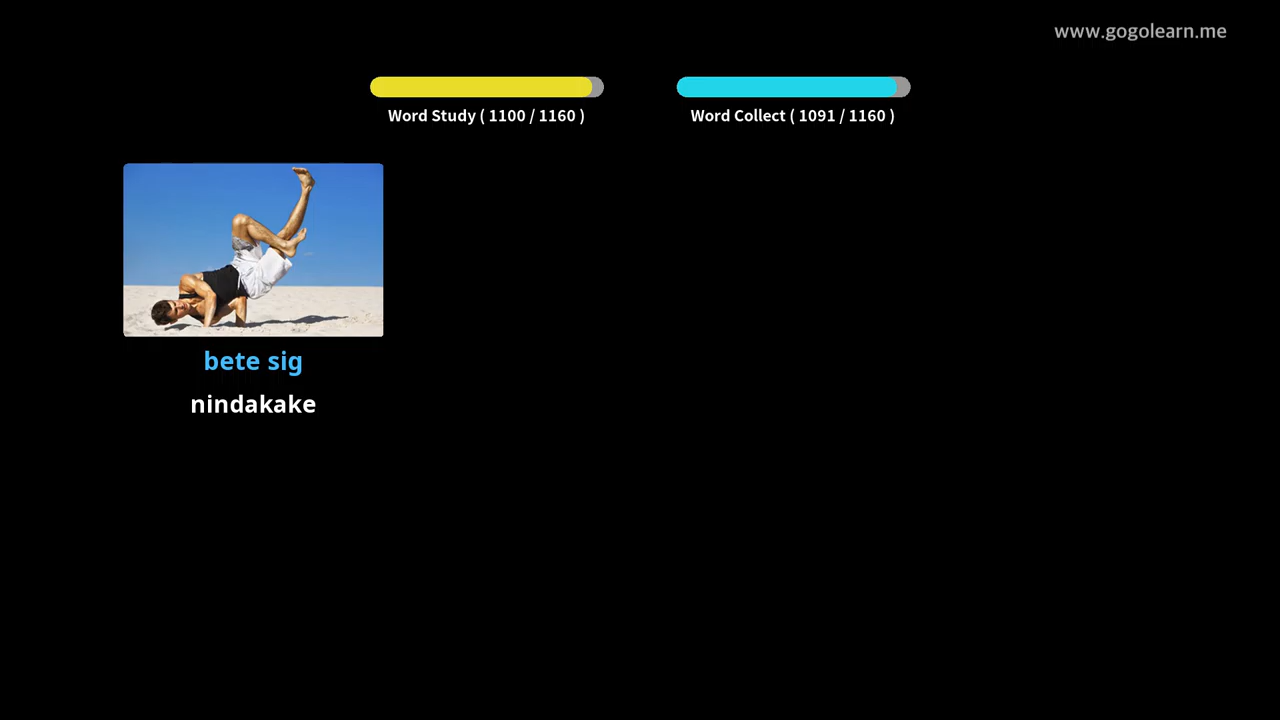 www.gogolearn.me
Word Study ( 1100 / 1160 )
Word Collect ( 1091 / 1160 )
bete sig
nindakake